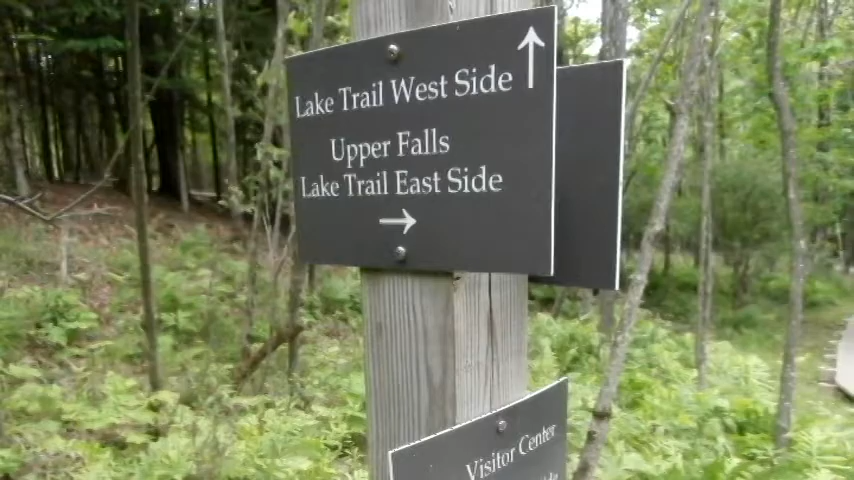 Lake Trail West Side
Upper Falls
Lake Trail East Side
Visitor Center